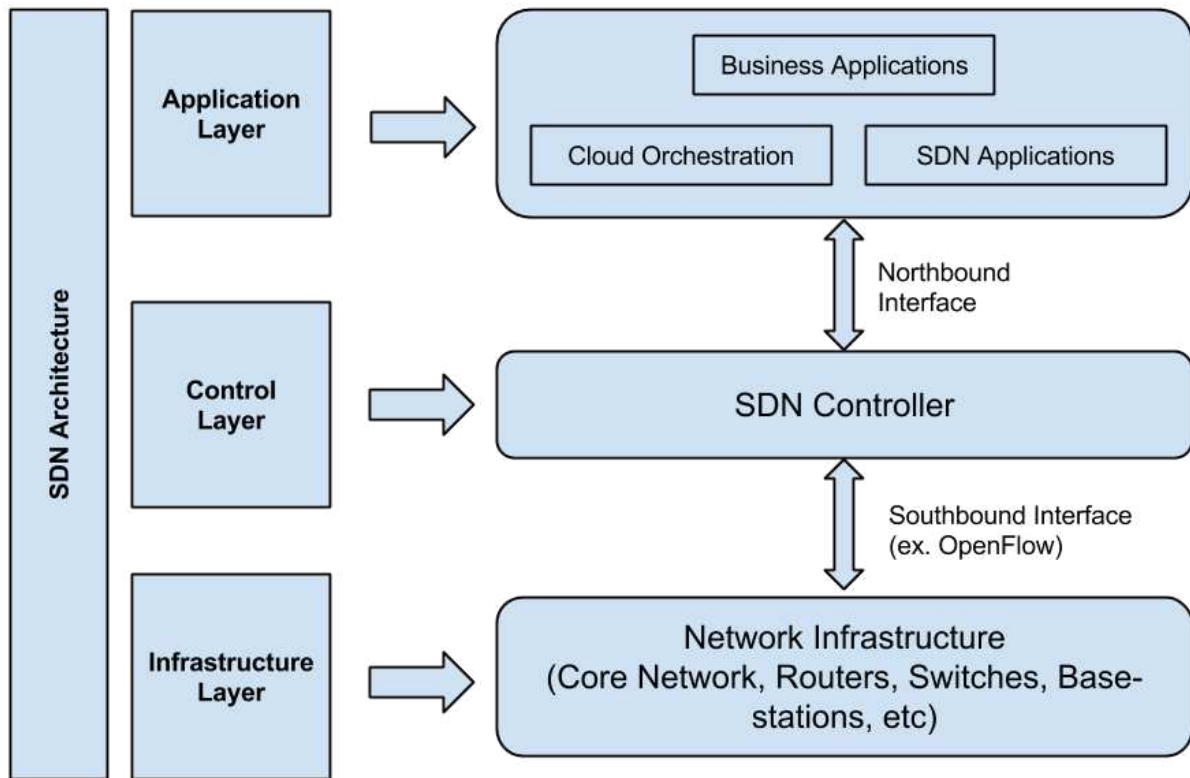 SDN Architecture
Application
Layer
Business Applications
Cloud Orchestration
SDN Applications
Northbound
Interface
Control
Layer
SDN Controller
Southbound Interface
(ex. OpenFlow)
Infrastructure
Layer
Network Infrastructure
(Core Network, Routers, Switches, Base-
stations, etc)